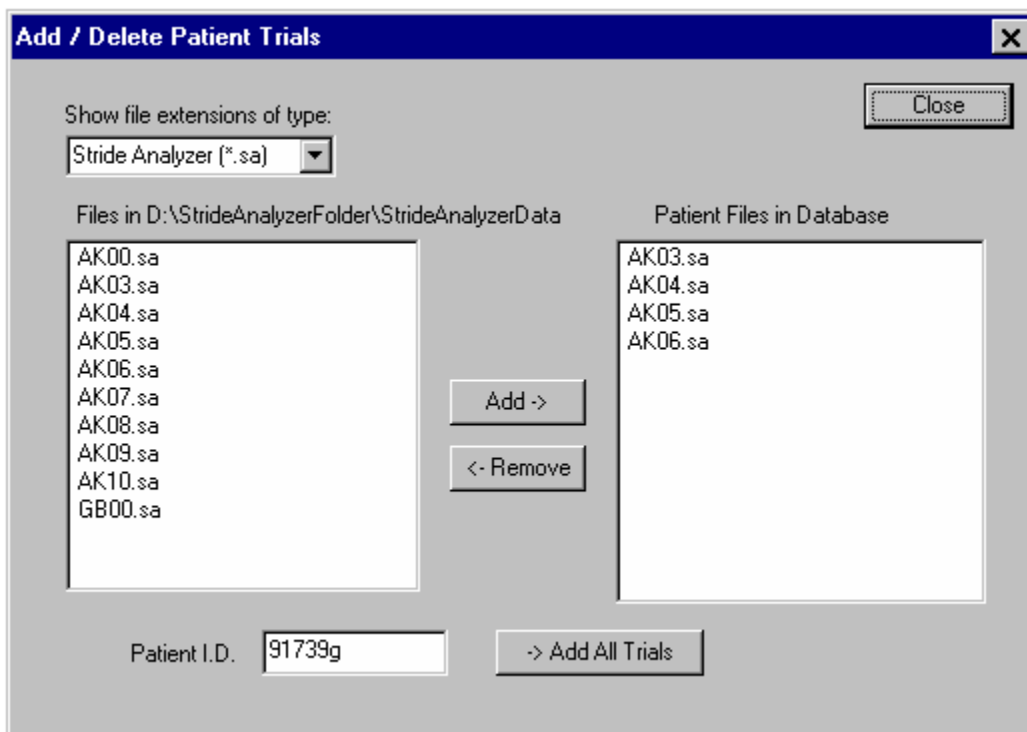 Add / Delete Patient Trials
Close
Show file extensions of type:
Stride Analyzer (*.sa)
Files in D:\StrideAnalyzerFolder\StrideAnalyzerData
AK00.sa
AK03.sa
AK04.sa
AK05.sa
AK06.sa
AK07.sa
AK08.sa
AK09.sa
AK10.sa
GB00.sa
Add ->
<- Remove
Patient Files in Database
AK03.sa
AK04.sa
AK05.sa
AK06.sa
Patient I.D. 91739g
-> Add All Trials